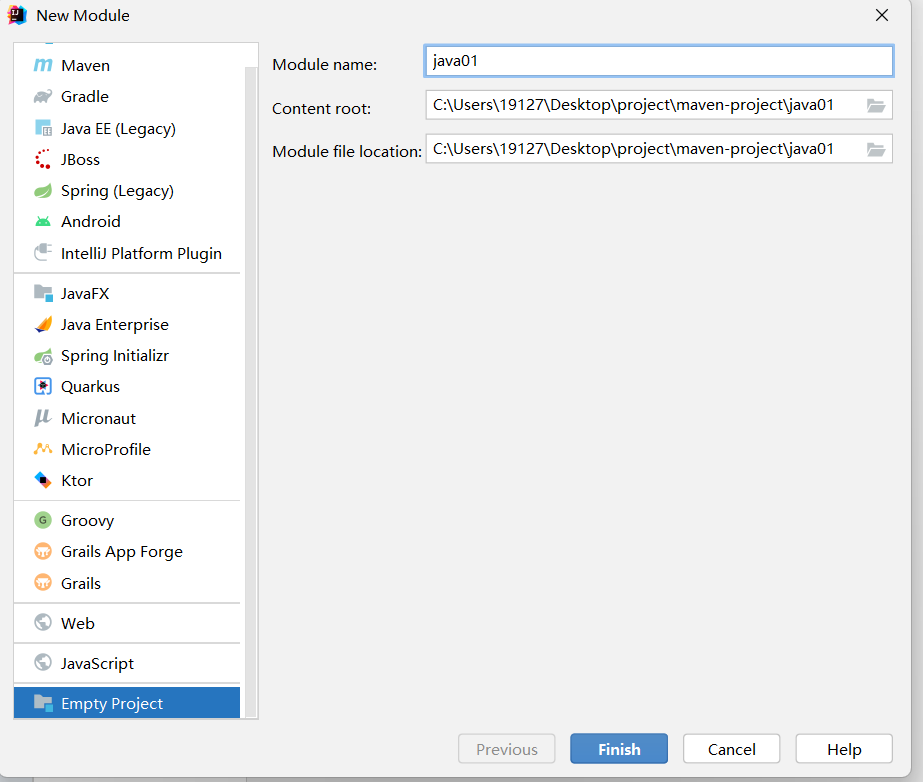 New Module
Maven
Gradle
Java EE (Legacy)
JBoss
Spring (Legacy)
Android
IntelliJ Platform Plugin
JavaFX
Java Enterprise
Spring Initializr
Quarkus
Micronaut
MicroProfile
Ktor
Groovy
Grails App Forge
Grails
Web
JavaScript
Empty Project
Module name: java01
Content root: C:\Users\19127\Desktop\project\maven-project\java01
Module file location: C:\Users\19127\Desktop\project\maven-project\java01
Previous Finish Cancel Help